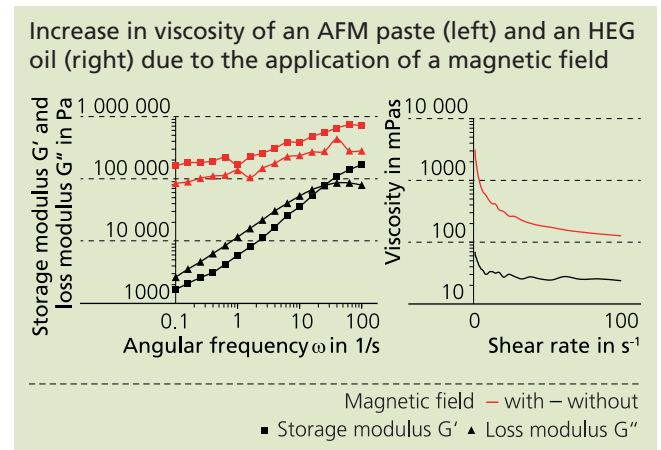 Increase in viscosity of an AFM paste (left) and an HEG
oil (right) due to the application of a magnetic field
Storage modulus G' and
loss modulus G" in Pa
1 000 000
100 000
10 000
1000
0.1 1 10 100
Angular frequency ω in 1/s
Viscosity in mPas
10 000
1000
100
10
0 100
Shear rate in s-1
Magnetic field – with – without
■ Storage modulus G' ▲ Loss modulus G"